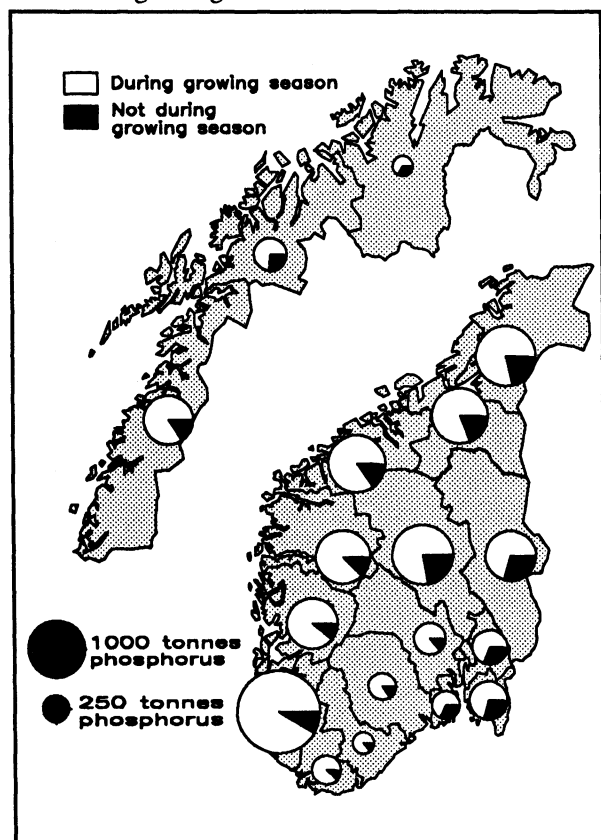 During growing season
Not during
growing season
1000 tonnes
phosphorus
250 tonnes
phosphorus